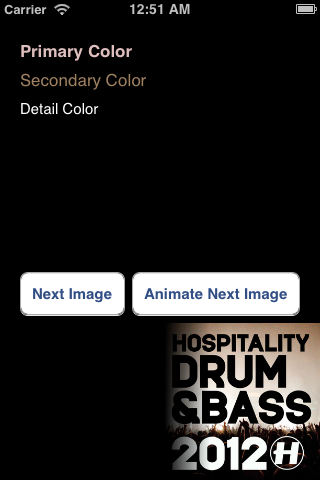 Carrier 12:51 AM
Primary Color
Secondary Color
Detail Color
Next Image
Animate Next Image
HOSPITALITY
DRUM
&BASS
2012 H